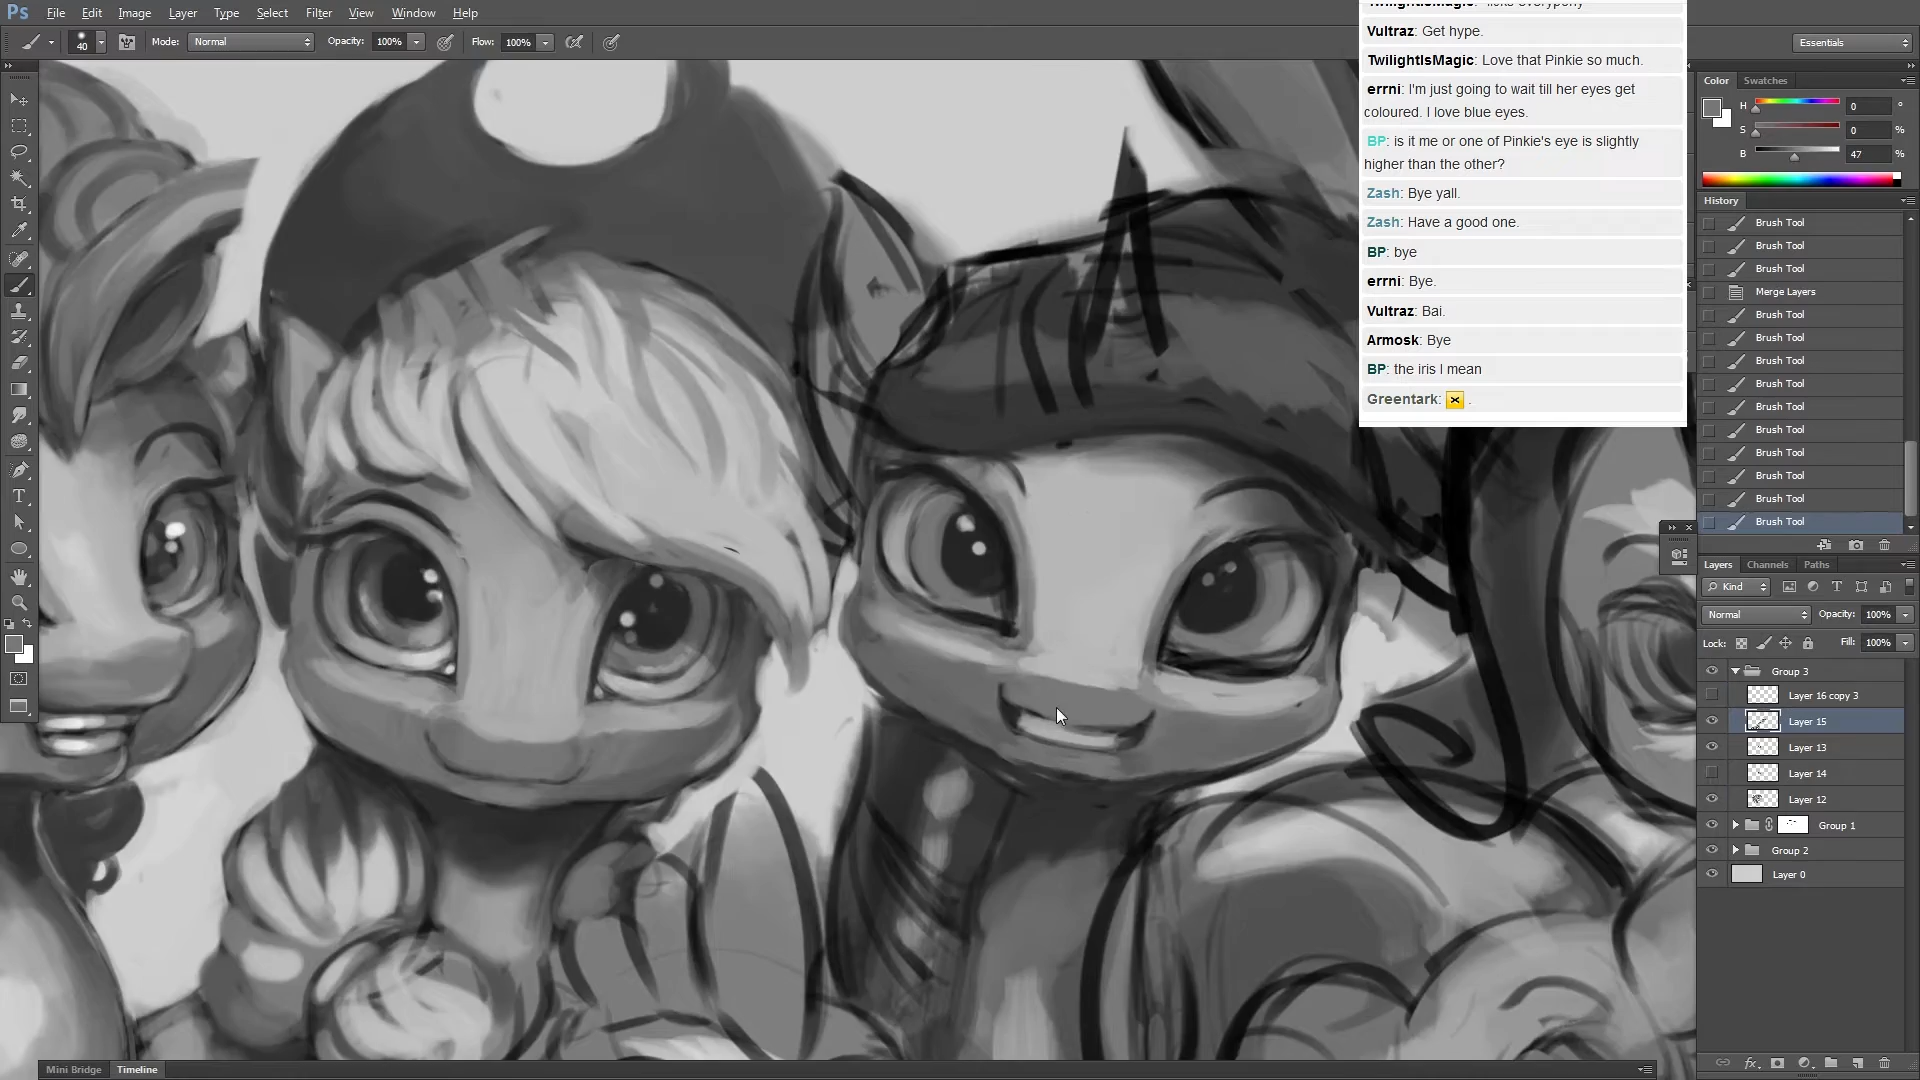 Ps File Edit Image Layer Type Select Filter View Window Help
40 Mode: Normal Opacity: 100% Flow: 100% Essentials
Vultraz: Get hype.
TwilightIsMagic: Love that Pinkie so much.
errni: I'm just going to wait till her eyes get
coloured. I love blue eyes.
BP: is it me or one of Pinkie's eye is slightly
higher than the other?
Zash: Bye yall.
Zash: Have a good one.
BP: bye
errni: Bye.
Vultraz: Bai.
Armosk: Bye
BP: the iris I mean
Greentark: .
Color Swatches
H 0 °
S 0 %
B 47 %
History
Brush Tool
Brush Tool
Brush Tool
Merge Layers
Brush Tool
Brush Tool
Brush Tool
Brush Tool
Brush Tool
Brush Tool
Brush Tool
Brush Tool
Brush Tool
Brush Tool
Layers Channels Paths
Kind
Normal Opacity: 100%
Lock: Fill: 100%
Group 3
Layer 16 copy 3
Layer 15
Layer 13
Layer 14
Layer 12
Group 1
Group 2
Layer 0
Mini Bridge Timeline